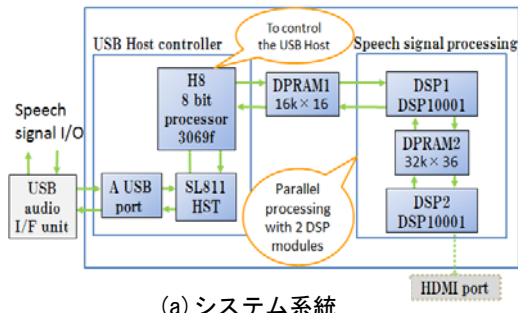 To control
the USB Host
USB Host controller
Speech signal processing
H8
8 bit
processor
3069f
DPRAM1
16k×16
DSP1
DSP10001
Speech
signal I/O
DPRAM2
32k×36
USB
audio
I/F unit
A USB
port
SL811
HST
Parallel
processing
with 2 DSP
modules
DSP2
DSP10001
HDMI port
(a) システム系統